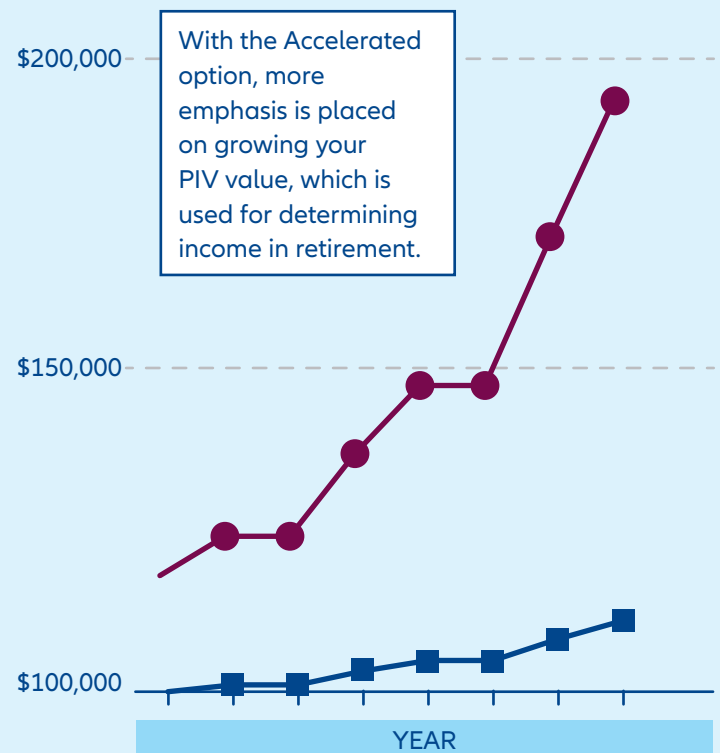 With the Accelerated
option, more
emphasis is placed
on growing your
PIV value, which is
used for determining
income in retirement.
$200,000
$150,000
$100,000
YEAR